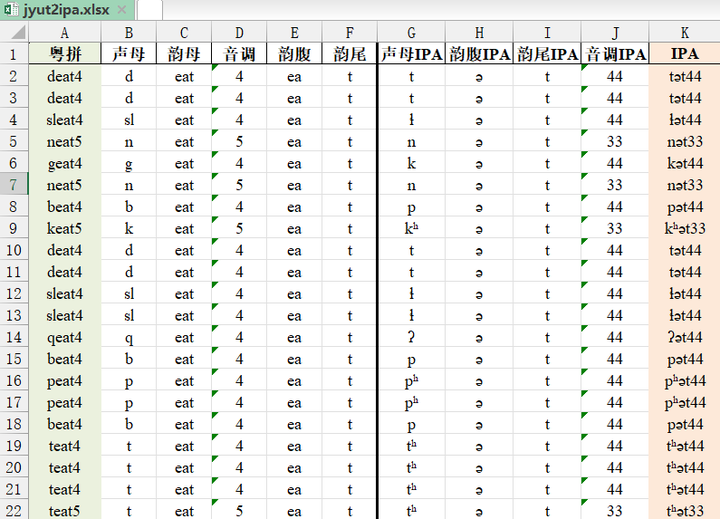 jyut2ipa.xlsx
A B C D E F G H I J K
1 粤拼 声母 韵母 音调 韵腹 韵尾 声母IPA 韵腹IPA 韵尾IPA 音调IPA IPA
2 deat4 d eat 4 ea t t ə t 44 tət44
3 deat4 d eat 4 ea t t ə t 44 tət44
4 sleat4 sl eat 4 ea t ɬ ə t 44 ɬət44
5 neat5 n eat 5 ea t n ə t 33 nət33
6 geat4 g eat 4 ea t k ə t 44 kət44
7 neat5 n eat 5 ea t n ə t 33 nət33
8 beat4 b eat 4 ea t p ə t 44 pət44
9 keat5 k eat 5 ea t kʰ ə t 33 kʰət33
10 deat4 d eat 4 ea t t ə t 44 tət44
11 deat4 d eat 4 ea t t ə t 44 tət44
12 sleat4 sl eat 4 ea t ɬ ə t 44 ɬət44
13 sleat4 sl eat 4 ea t ɬ ə t 44 ɬət44
14 qeat4 q eat 4 ea t ʔ ə t 44 ʔət44
15 beat4 b eat 4 ea t p ə t 44 pət44
16 peat4 p eat 4 ea t pʰ ə t 44 pʰət44
17 peat4 p eat 4 ea t pʰ ə t 44 pʰət44
18 beat4 b eat 4 ea t p ə t 44 pət44
19 teat4 t eat 4 ea t tʰ ə t 44 tʰət44
20 teat4 t eat 4 ea t tʰ ə t 44 tʰət44
21 teat4 t eat 4 ea t tʰ ə t 44 tʰət44
22 teat5 t eat 5 ea t tʰ ə t 33 tʰət33